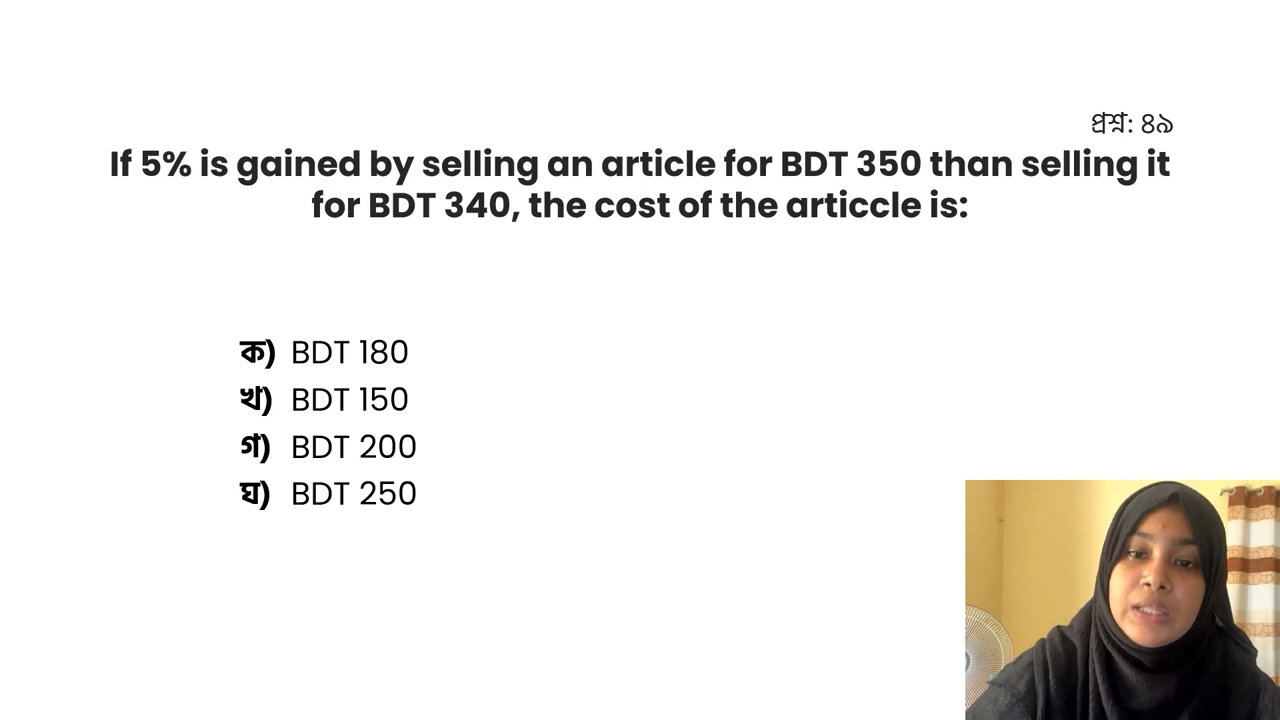 প্রশ্ন: ৪৯
If 5% is gained by selling an article for BDT 350 than selling it
for BDT 340, the cost of the articcle is:
ক) BDT 180
খ) BDT 150
গ) BDT 200
ঘ) BDT 250